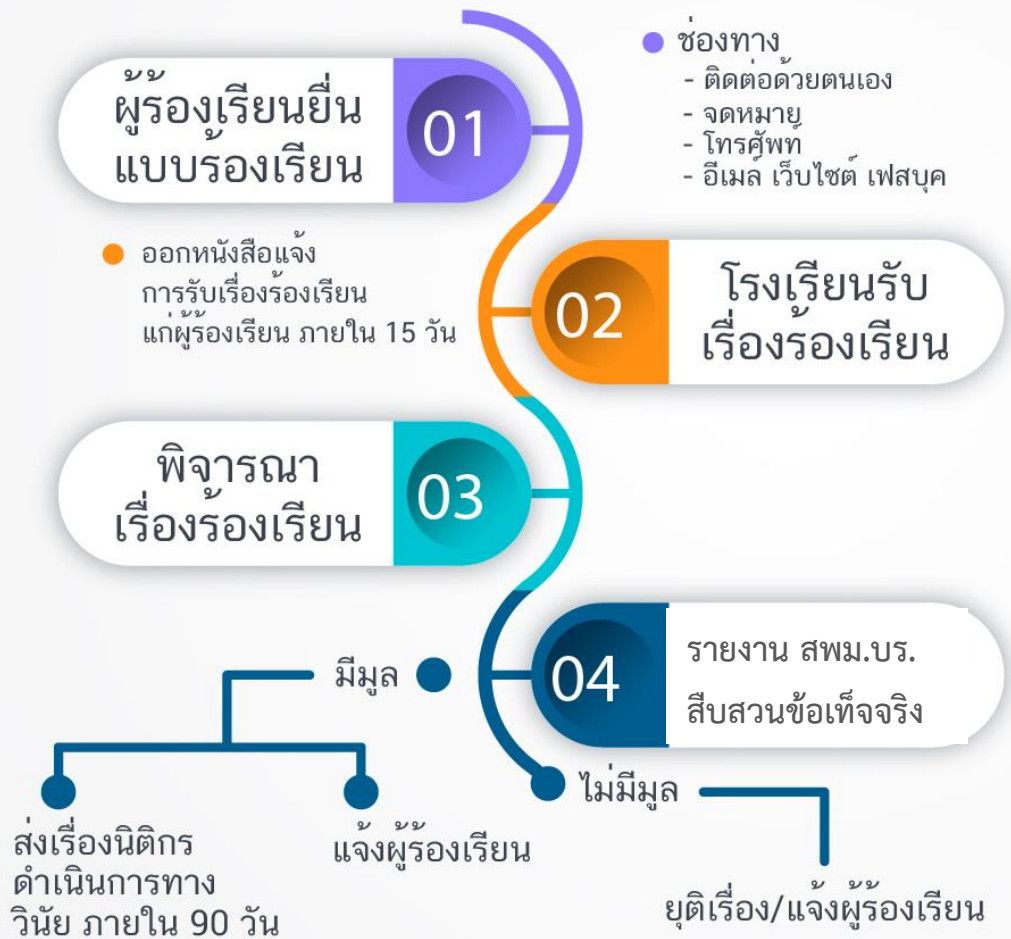 ผู้ร้องเรียนยื่น
แบบร้องเรียน
01
ช่องทาง
- ติดต่อด้วยตนเอง
- จดหมาย
- โทรศัพท์
- อีเมล์ เว็บไซต์ เฟสบุค
ออกหนังสือแจ้ง
การรับเรื่องร้องเรียน
แก่ผู้ร้องเรียน ภายใน 15 วัน
02
โรงเรียนรับ
เรื่องร้องเรียน
พิจารณา
เรื่องร้องเรียน
03
04
รายงาน สพม.บร.
สืบสวนข้อเท็จจริง
มีมูล
ส่งเรื่องนิติกร
ดำเนินการทาง
วินัย ภายใน 90 วัน
แจ้งผู้ร้องเรียน
ไม่มีมูล
ยุติเรื่อง/แจ้งผู้ร้องเรียน